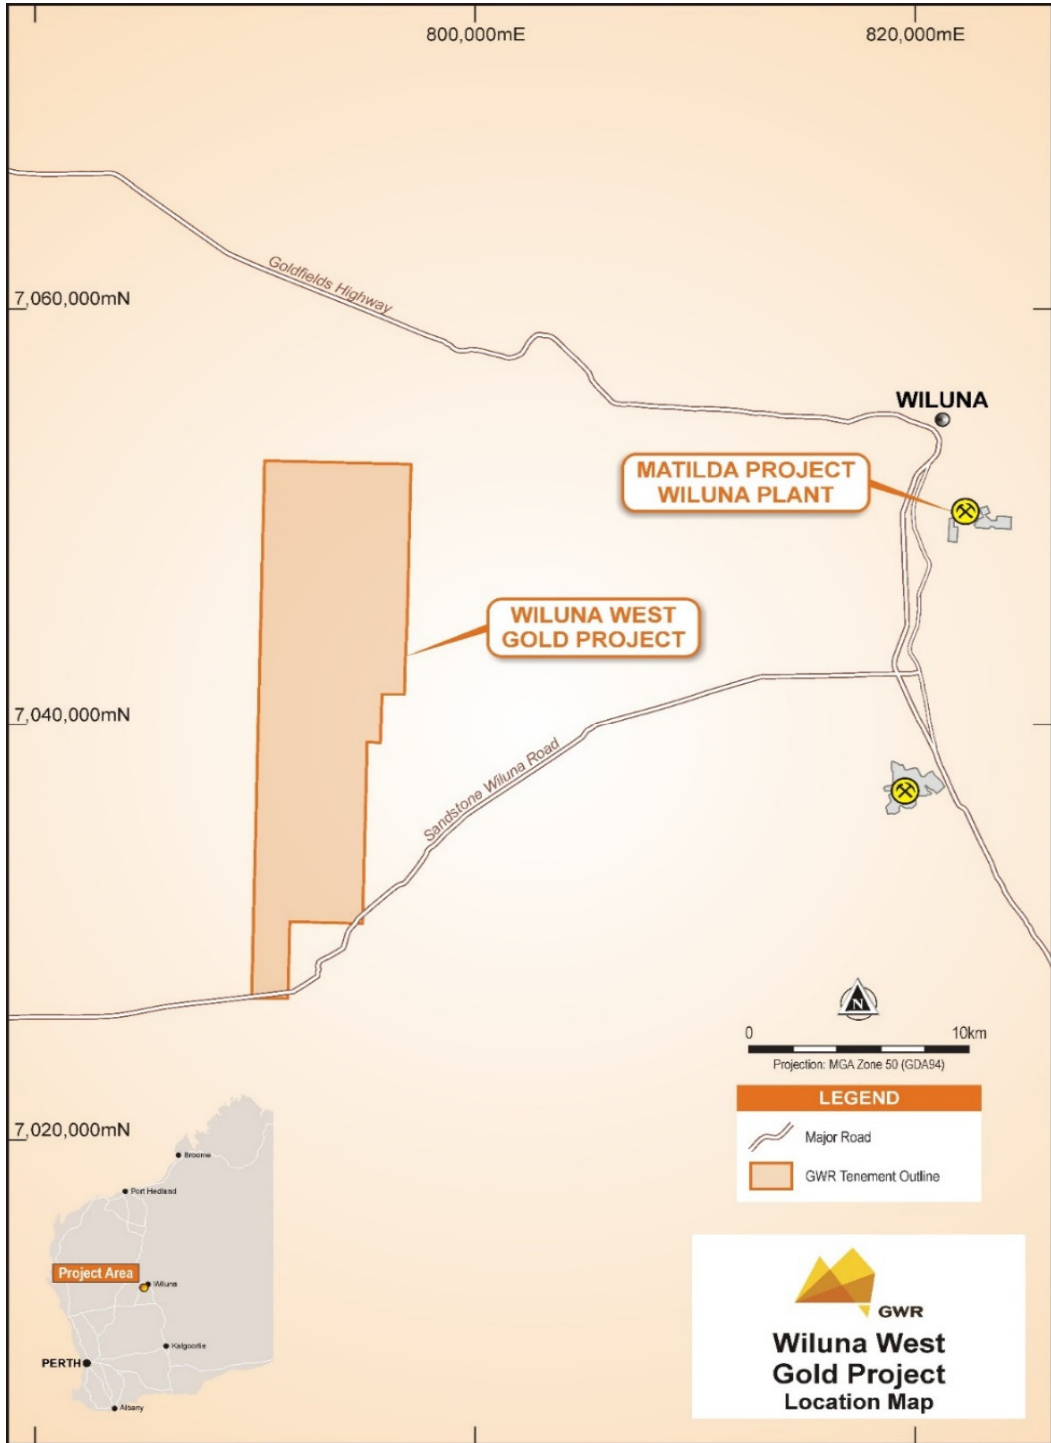 800,000mE
820,000mE
Goldfields Highway
7,060,000mN
WILUNA
MATILDA PROJECT
WILUNA PLANT
WILUNA WEST
GOLD PROJECT
7,040,000mN
Sandstone Wiluna Road
N
0
10km
Projection: MGA Zone 50 (GDA94)
LEGEND
Major Road
GWR Tenement Outline
7,020,000mN
Broome
Port Hedland
Project Area
Wiluna
Kalgoorlie
PERTH
Albany
GWR
Wiluna West
Gold Project
Location Map